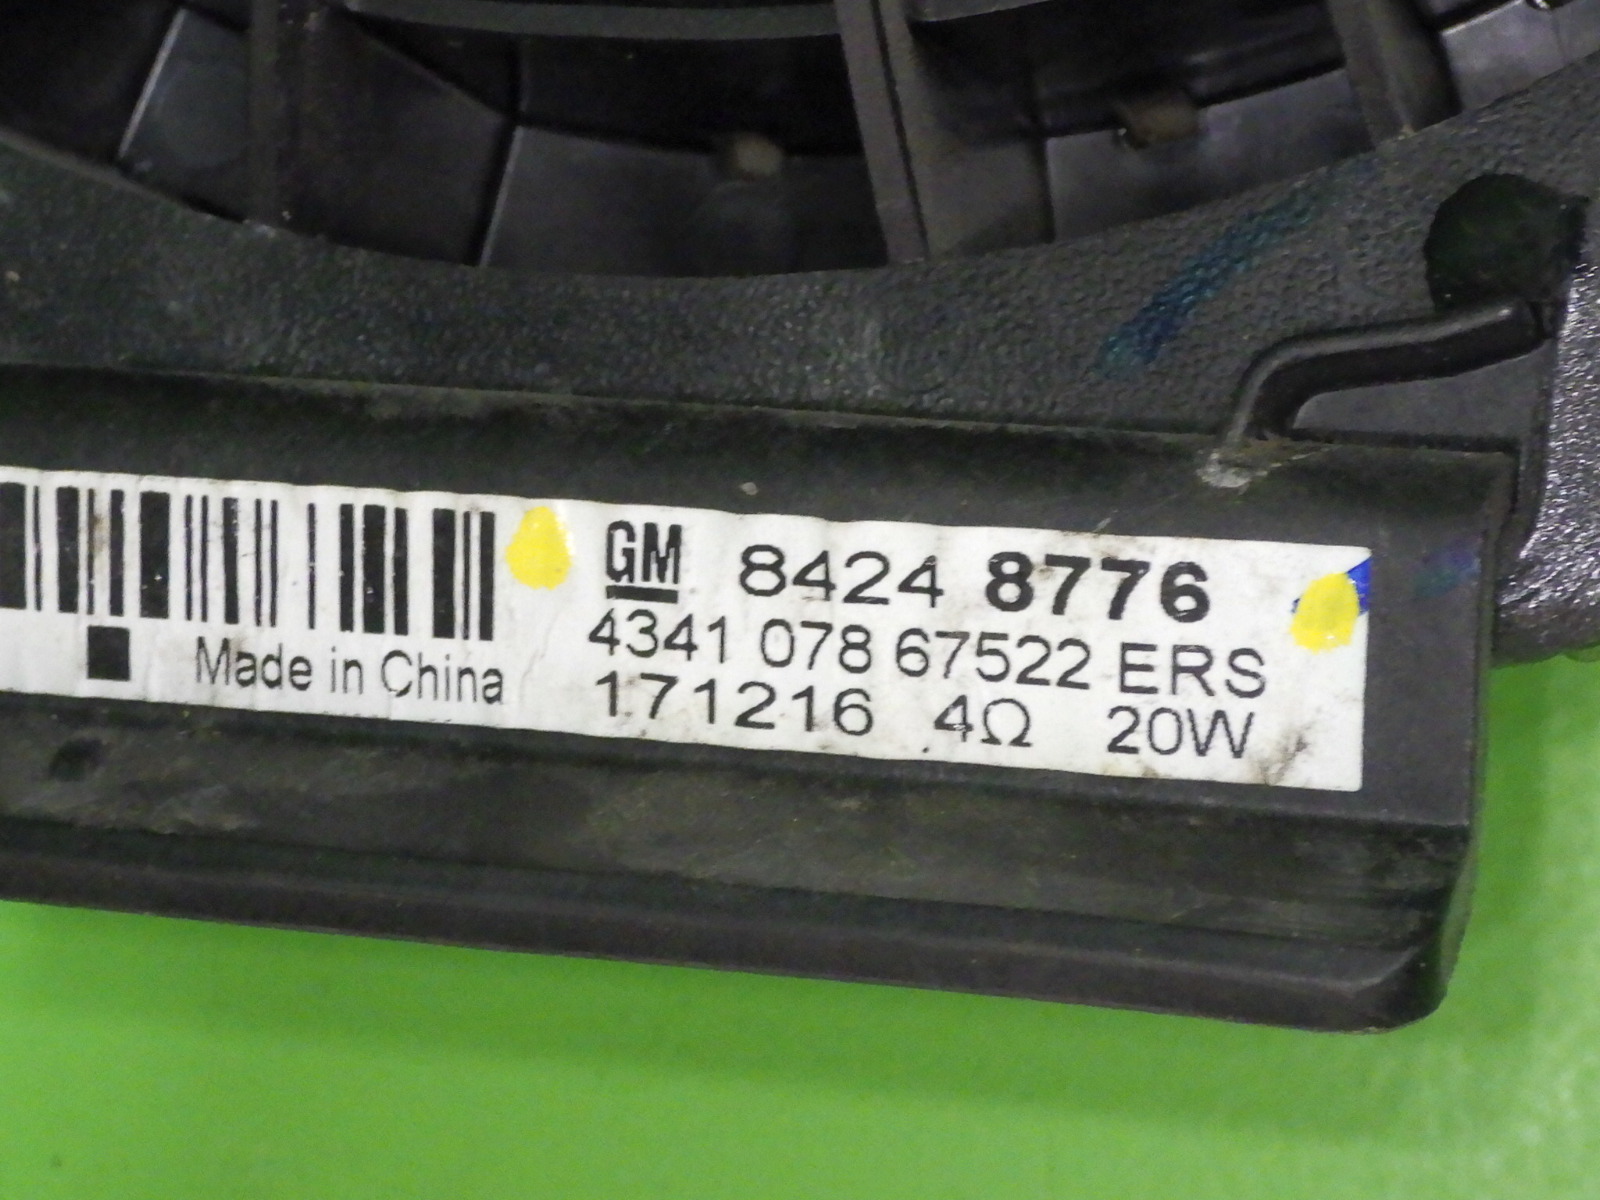 GM 8424 8776
4341 078 67522 ERS
Made in China
171216 4Ω 20W